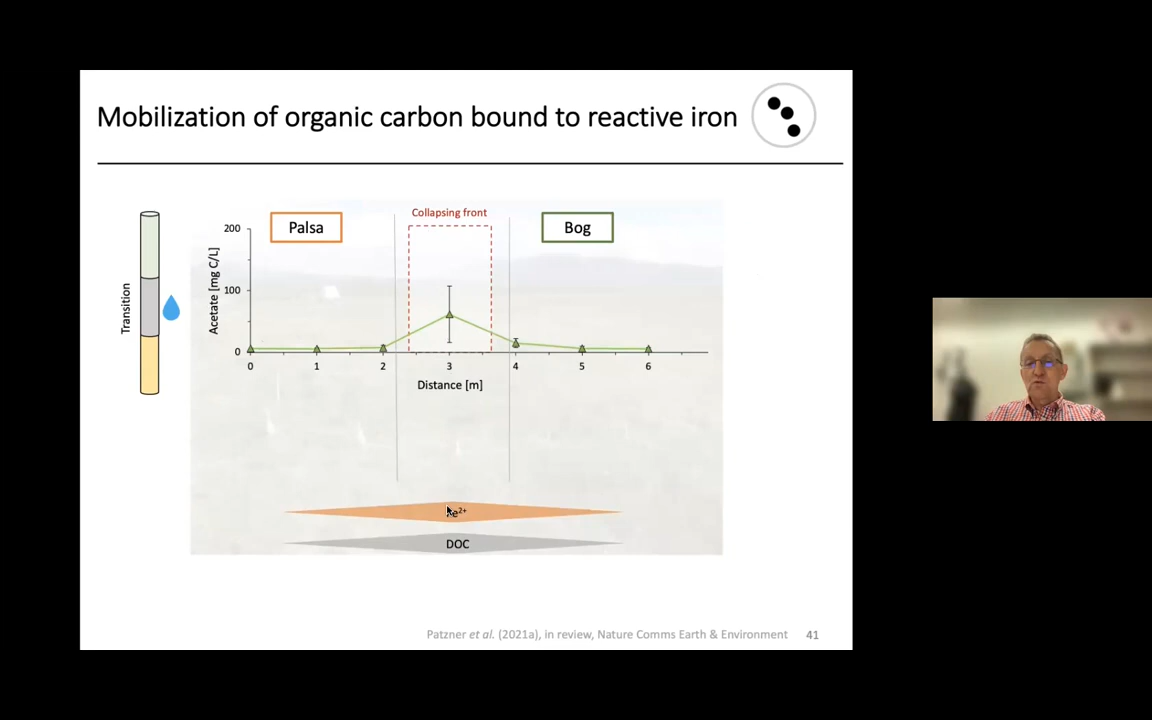 Mobilization of organic carbon bound to reactive iron
Collapsing front
Palsa
Bog
200
100
0
Acetate [mg C/L]
Transition
0 1 2 3 4 5 6
Distance [m]
DOC
Patzner et al. (2021a), in review, Nature Comms Earth & Environment 41